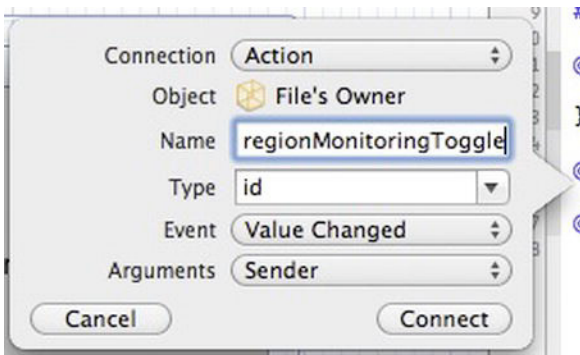 Connection Action
Object File's Owner
Name regionMonitoringToggle
Type id
Event Value Changed
Arguments Sender
Cancel Connect